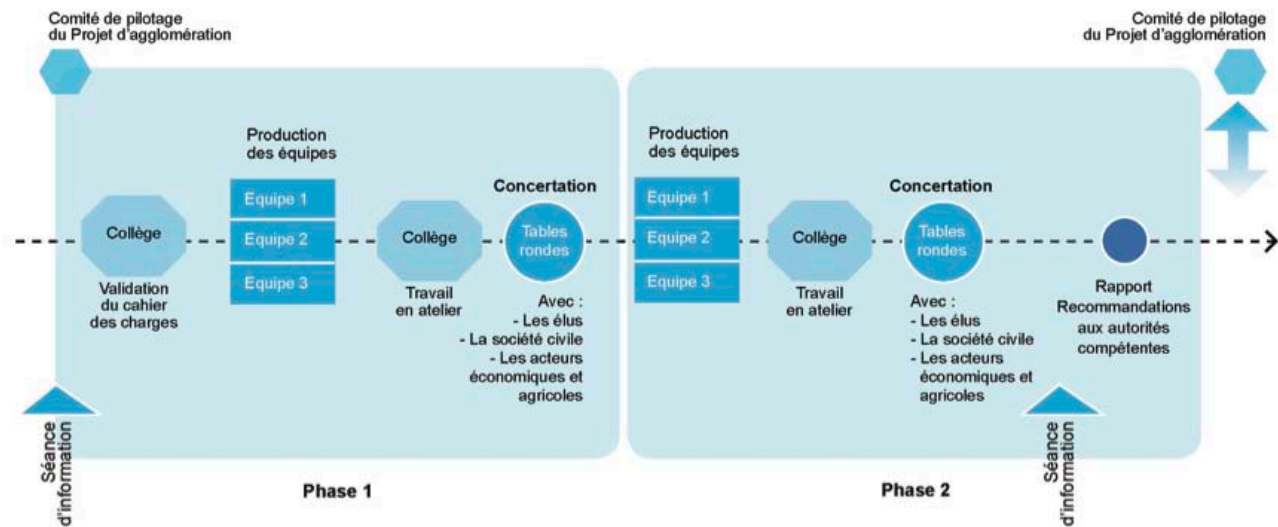 Comité de pilotage
du Projet d'agglomération
Comité de pilotage
du Projet d'agglomération
Production
des équipes
Equipe 1
Equipe 2
Equipe 3
Collège
Validation
du cahier
des charges
Collège
Travail
en atelier
Concertation
Tables
rondes
Avec :
- Les élus
- La société civile
- Les acteurs
économiques et
agricoles
Séance
d'information
Phase 1
Production
des équipes
Equipe 1
Equipe 2
Equipe 3
Collège
Travail
en atelier
Concertation
Tables
rondes
Avec :
- Les élus
- La société civile
- Les acteurs
économiques et
agricoles
Rapport
Recommandations
aux autorités
compétentes
Séance
d'information
Phase 2